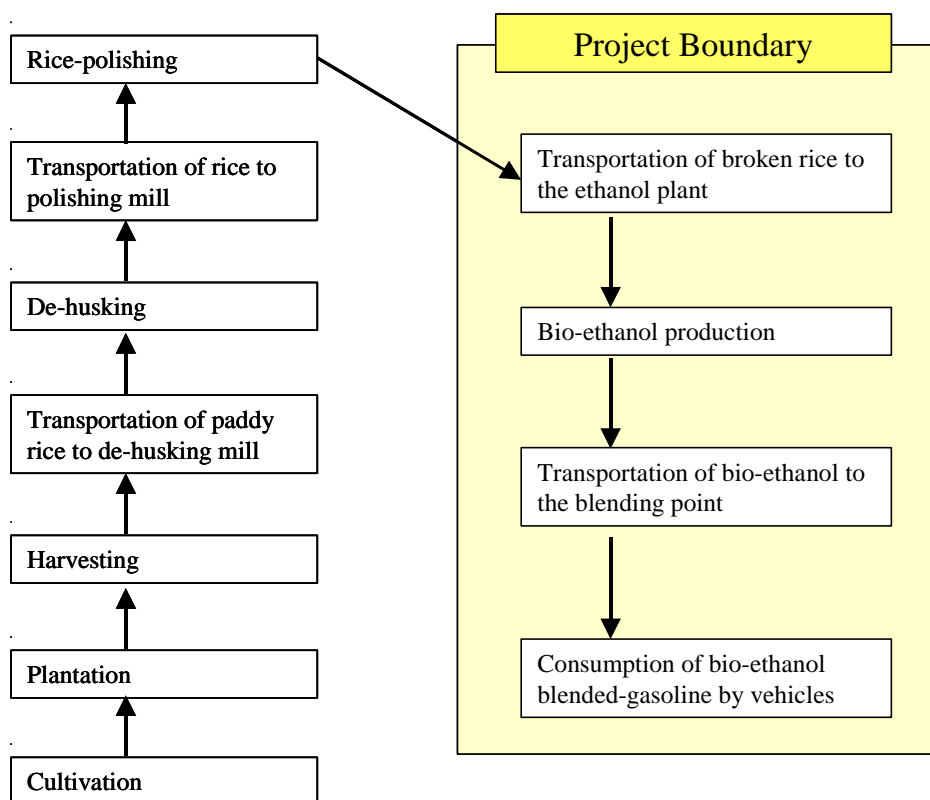 Rice-polishing
Transportation of rice to
polishing mill
De-husking
Transportation of paddy
rice to de-husking mill
Harvesting
Plantation
Cultivation
Project Boundary
Transportation of broken rice to
the ethanol plant
Bio-ethanol production
Transportation of bio-ethanol to
the blending point
Consumption of bio-ethanol
blended-gasoline by vehicles